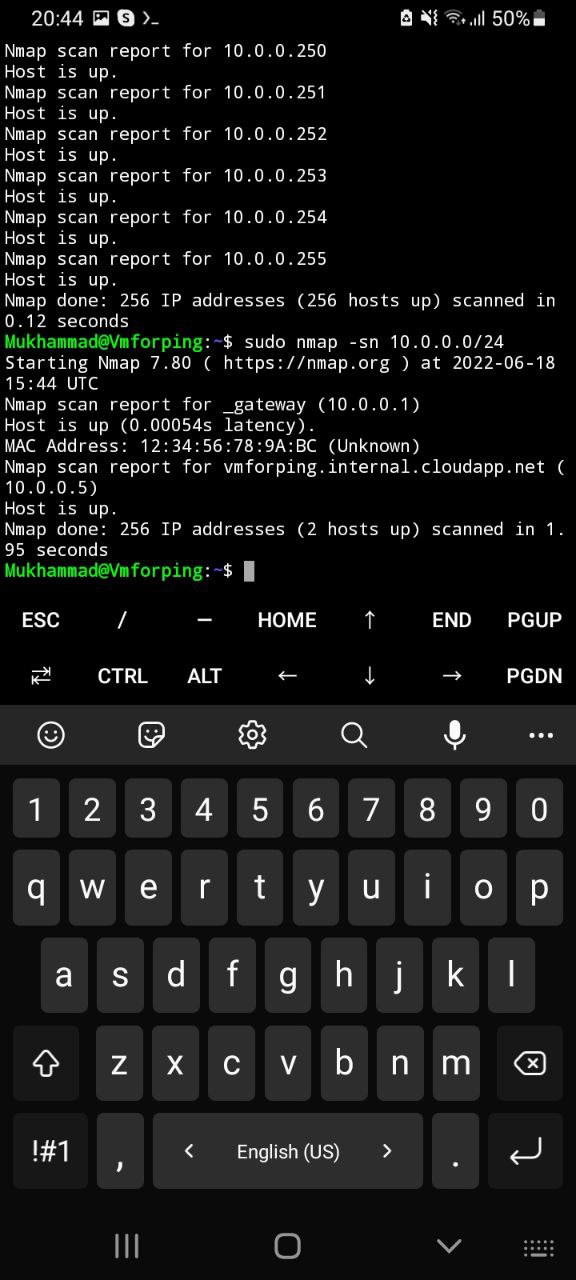 20:44 50%
Nmap scan report for 10.0.0.250
Host is up.
Nmap scan report for 10.0.0.251
Host is up.
Nmap scan report for 10.0.0.252
Host is up.
Nmap scan report for 10.0.0.253
Host is up.
Nmap scan report for 10.0.0.254
Host is up.
Nmap scan report for 10.0.0.255
Host is up.
Nmap done: 256 IP addresses (256 hosts up) scanned in
0.12 seconds
Mukhammad@Vmforping:~$ sudo nmap -sn 10.0.0.0/24
Starting Nmap 7.80 ( https://nmap.org ) at 2022-06-18
15:44 UTC
Nmap scan report for _gateway (10.0.0.1)
Host is up (0.00054s latency).
MAC Address: 12:34:56:78:9A:BC (Unknown)
Nmap scan report for vmforping.internal.cloudapp.net (
10.0.0.5)
Host is up.
Nmap done: 256 IP addresses (2 hosts up) scanned in 1.
95 seconds
Mukhammad@Vmforping:~$
ESC / — HOME ↑ END PGUP
⇄ CTRL ALT ← ↓ → PGDN
1 2 3 4 5 6 7 8 9 0
q w e r t y u i o p
a s d f g h j k l
z x c v b n m
!#1 , < English (US) > .